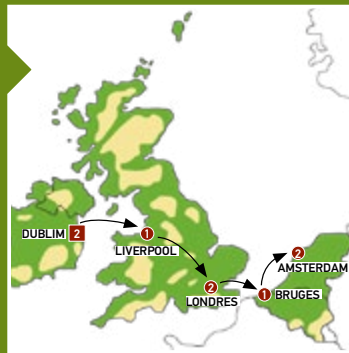 DUBLIM 2
1
LIVERPOOL
2
LONDRES
1 BRUGES
2
AMSTERDAM